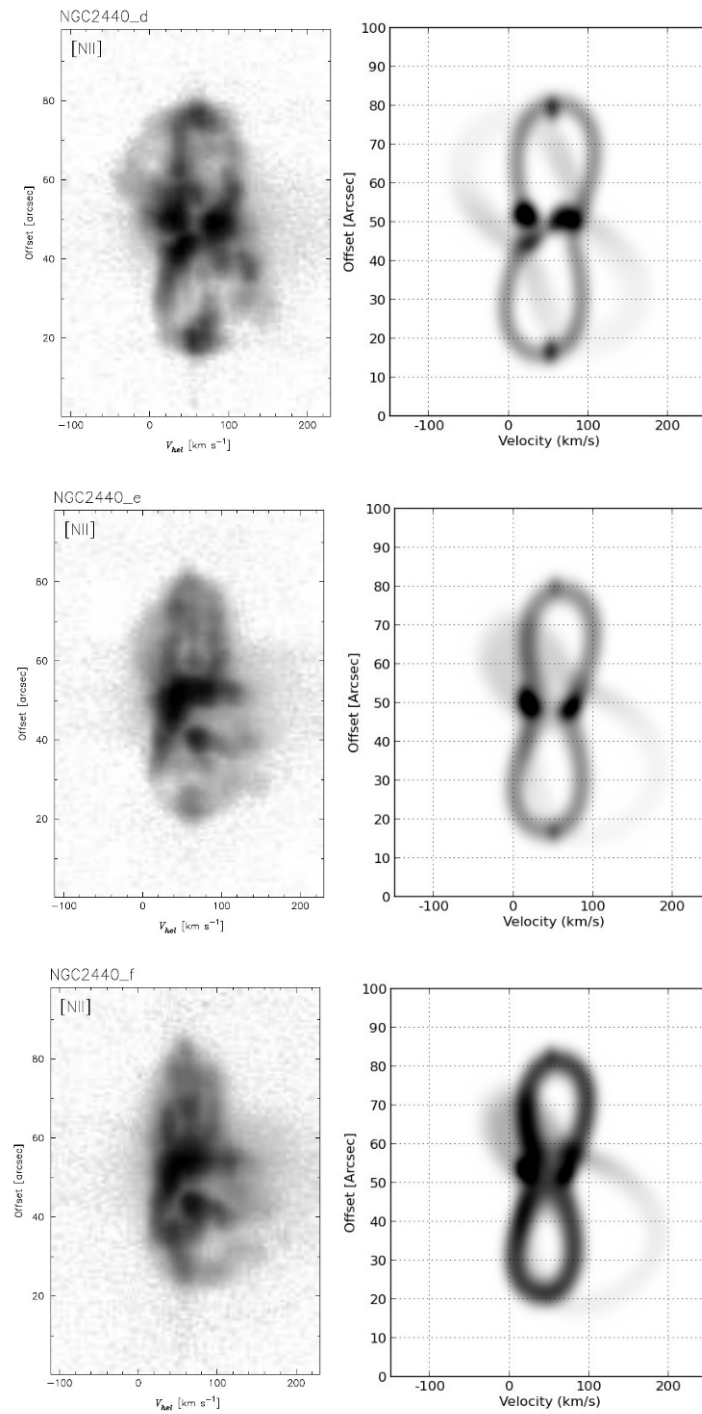 NGC2440_d
[NII]
80
60
40
20
Offset [arcsec]
-100 0 100 200
V_hel [km s⁻¹]
100
90
80
70
60
50
40
30
20
10
0
Offset [Arcsec]
-100 0 100 200
Velocity (km/s)
NGC2440_e
[NII]
80
60
40
20
Offset [arcsec]
-100 0 100 200
V_hel [km s⁻¹]
100
90
80
70
60
50
40
30
20
10
0
Offset [Arcsec]
-100 0 100 200
Velocity (km/s)
NGC2440_f
[NII]
80
60
40
20
Offset [arcsec]
-100 0 100 200
V_hel [km s⁻¹]
100
90
80
70
60
50
40
30
20
10
0
Offset [Arcsec]
-100 0 100 200
Velocity (km/s)